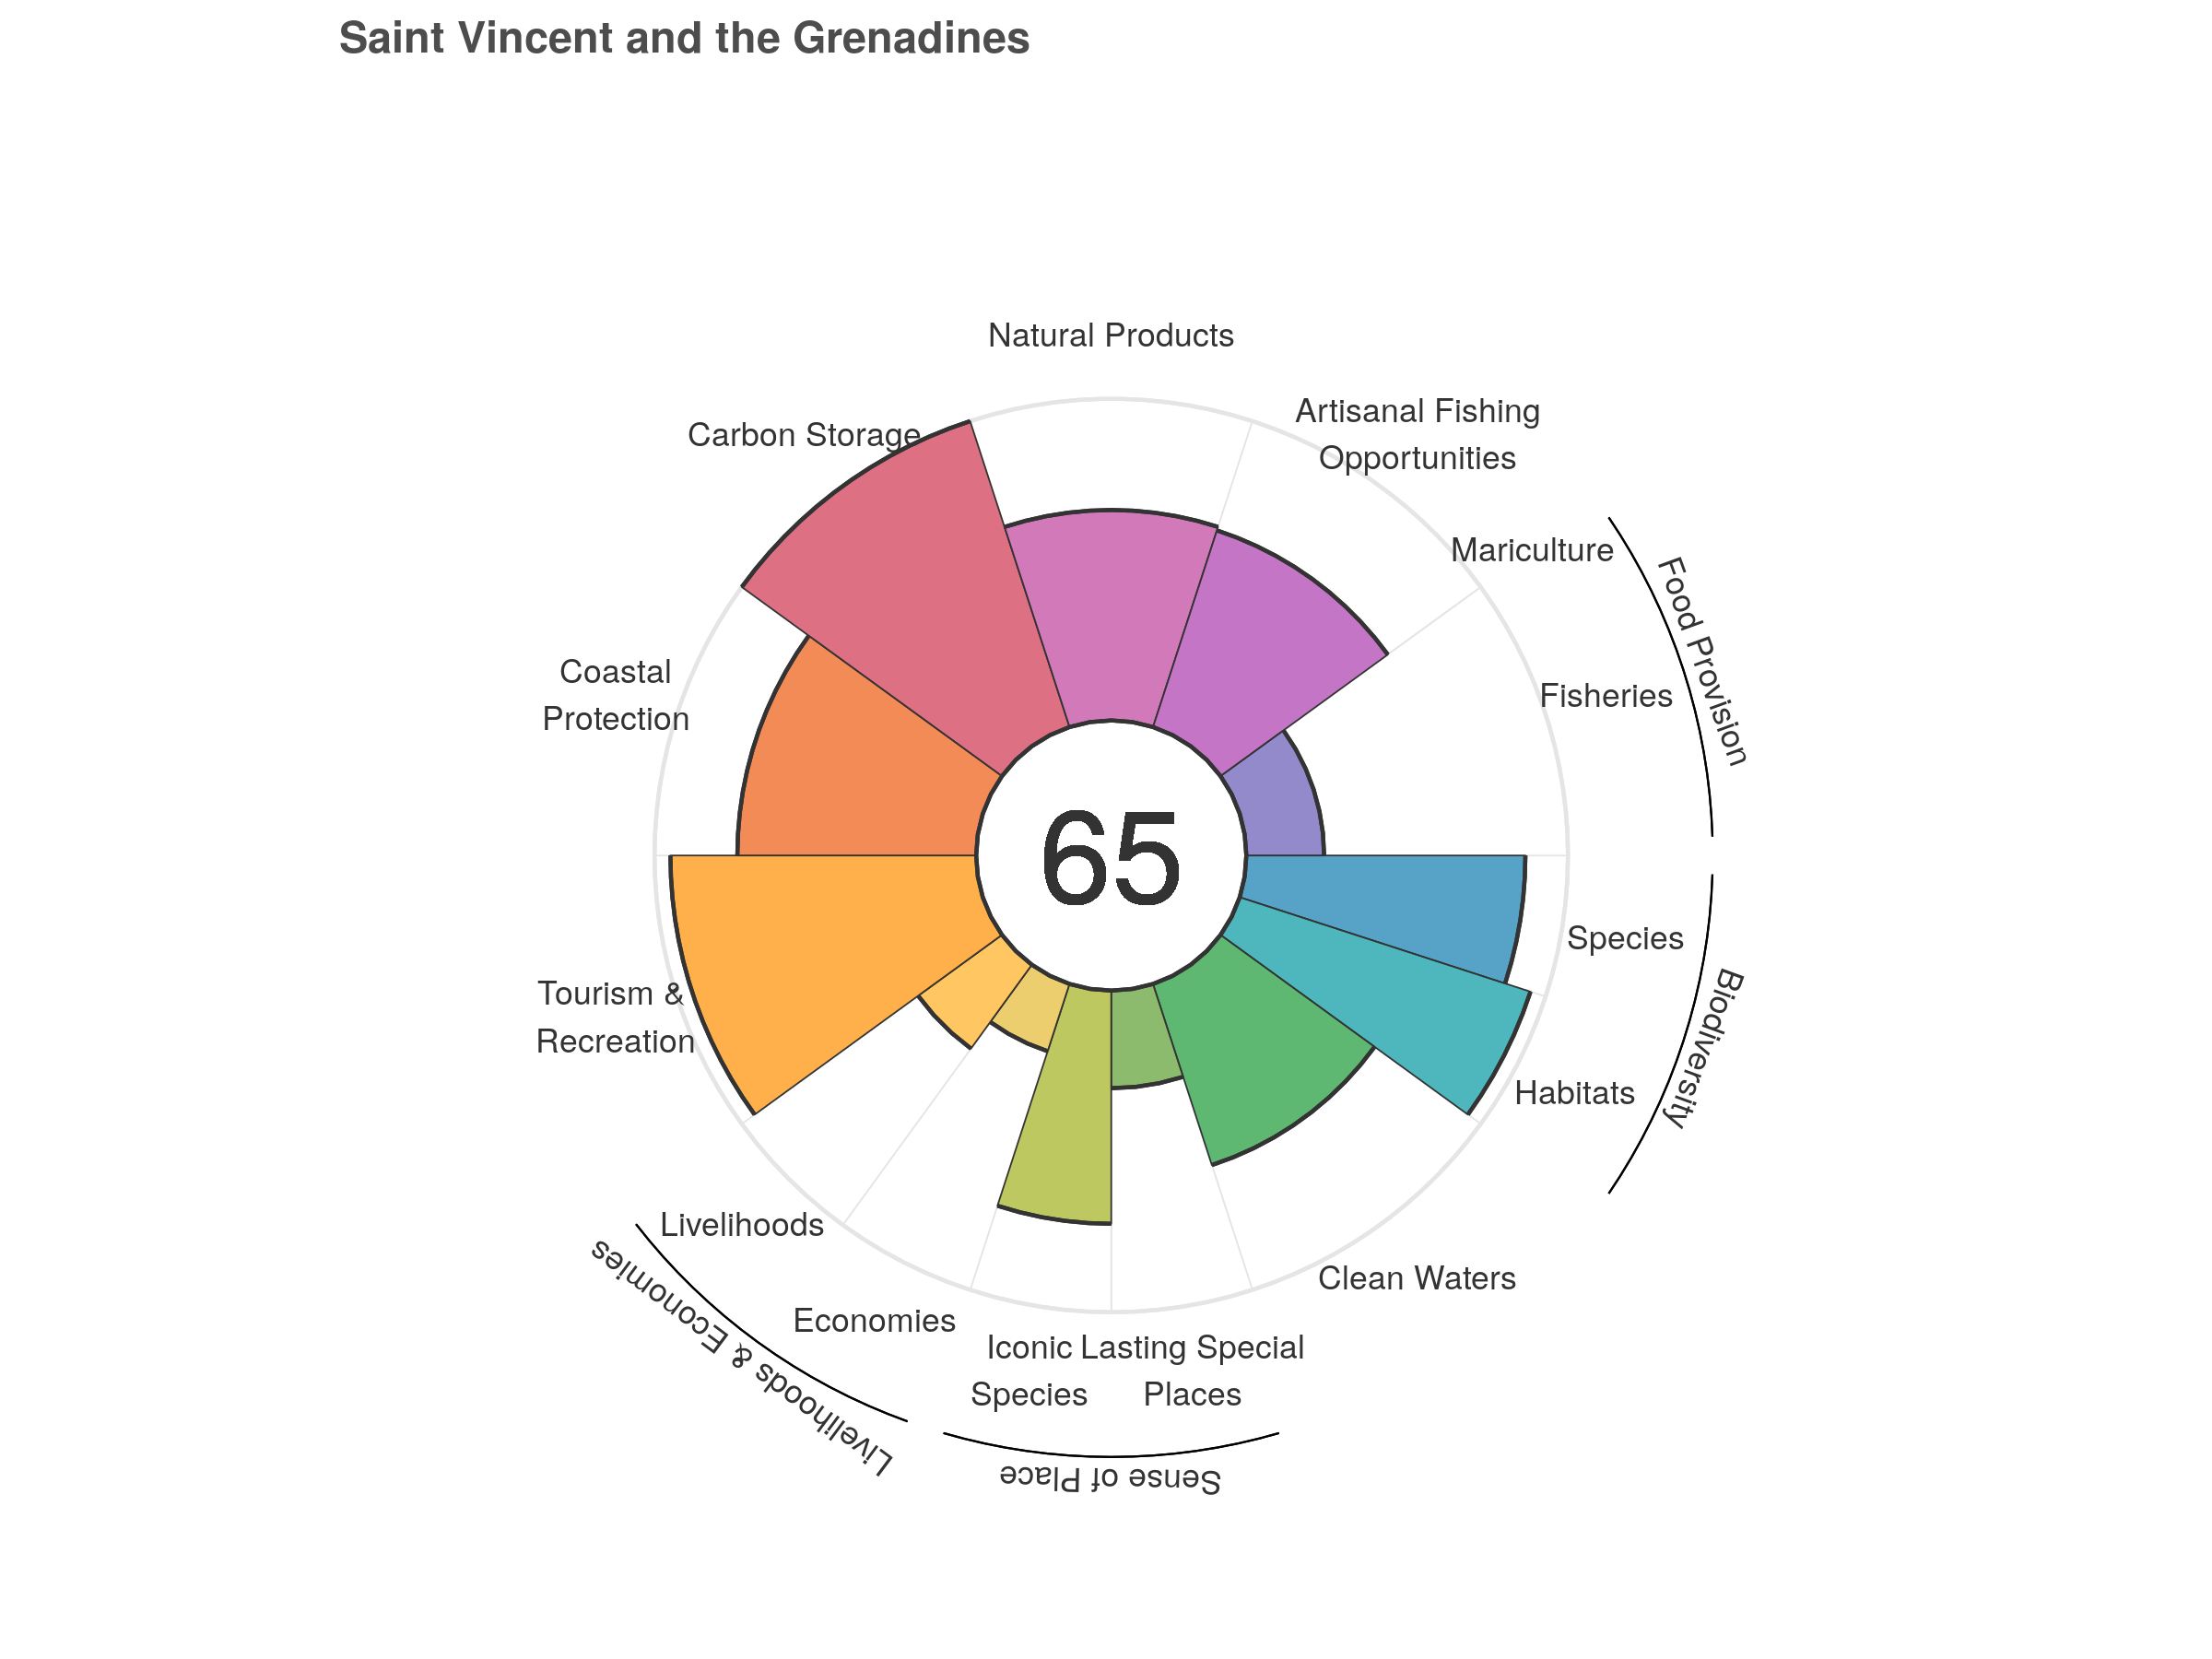 Saint Vincent and the Grenadines
Natural Products
Artisanal Fishing
Opportunities
Carbon Storage
Mariculture
Food Provision
Coastal
Protection
Fisheries
65
Species
Biodiversity
Tourism &
Recreation
Habitats
Livelihoods
Clean Waters
Livelihoods & Economies
Economies
Iconic
Species
Lasting Special
Places
Sense of Place